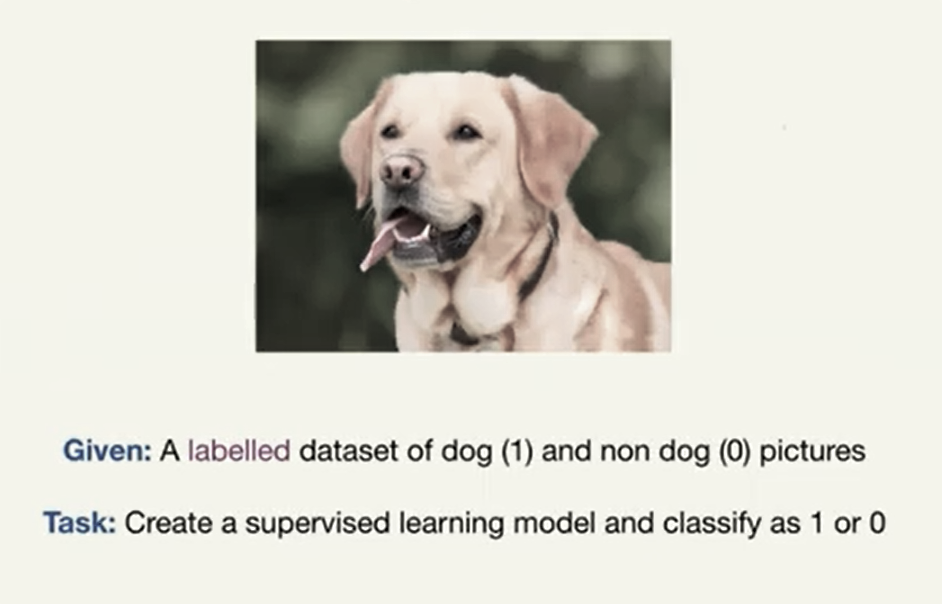 Given: A labelled dataset of dog (1) and non dog (0) pictures
Task: Create a supervised learning model and classify as 1 or 0